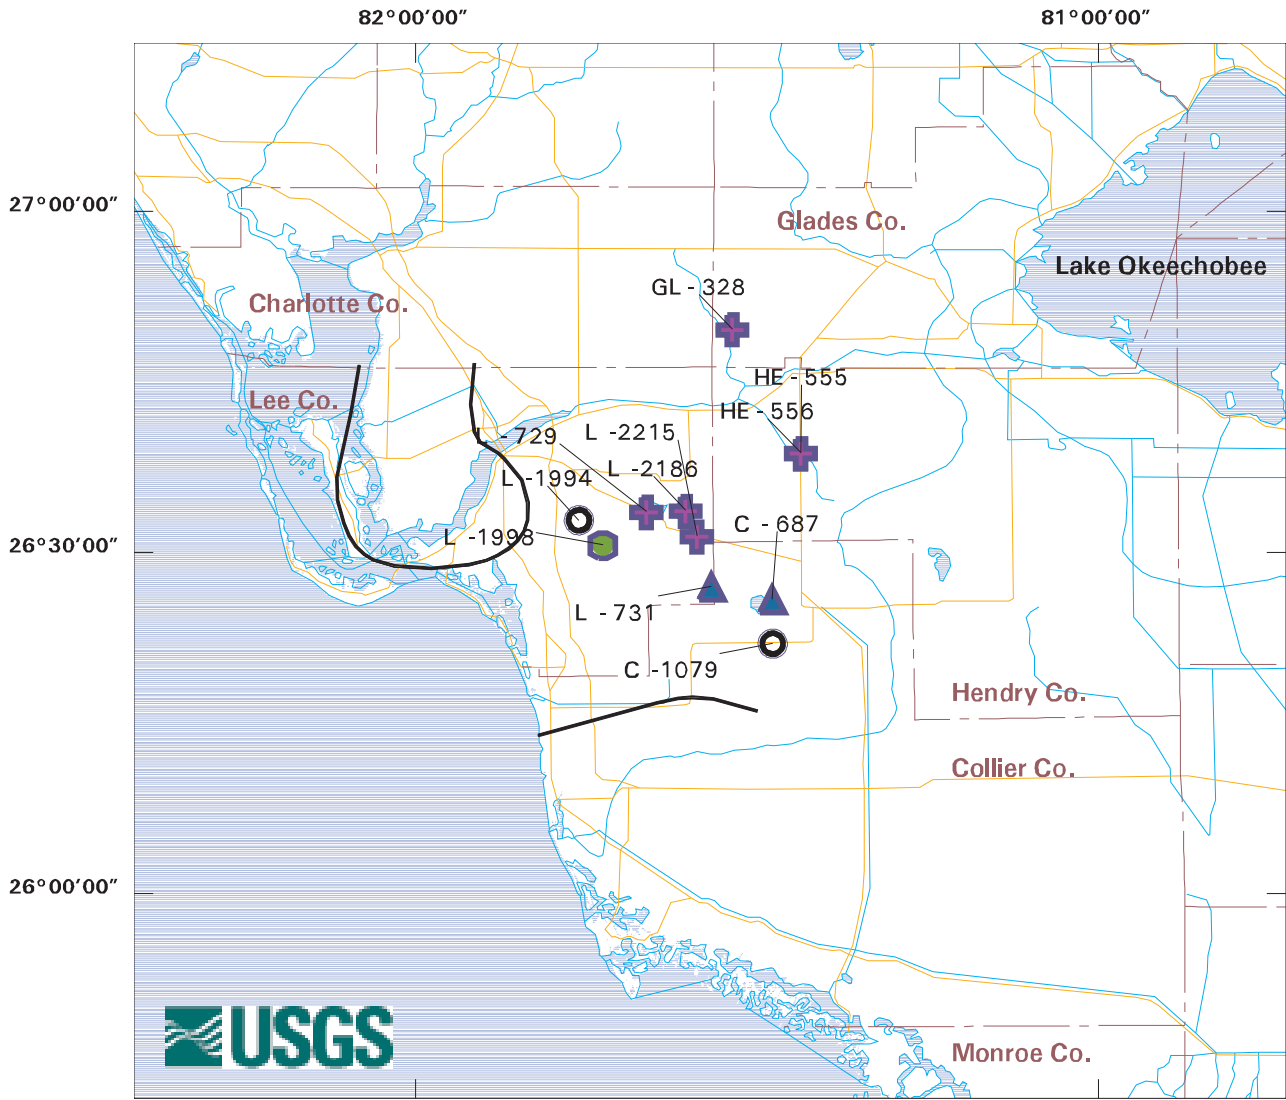 82°00'00" 81°00'00"
27°00'00"
Glades Co.
Lake Okeechobee
GL - 328
Charlotte Co.
HE - 555
Lee Co.
HE - 556
L - 729
L -2215
L -2186
L -1994
C - 687
L -1998
26°30'00"
L - 731
C -1079
Hendry Co.
Collier Co.
26°00'00"
USGS
Monroe Co.